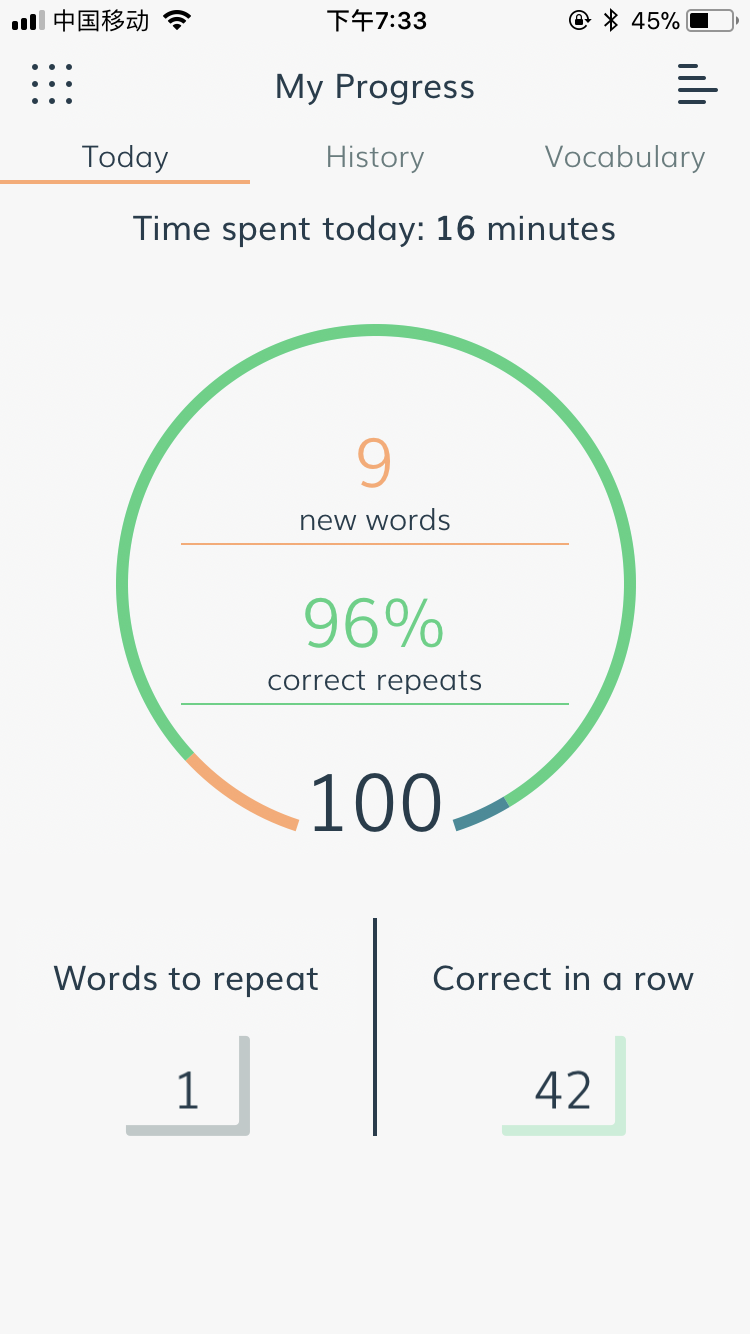 中国移动 下午7:33 45%
My Progress
Today History Vocabulary
Time spent today: 16 minutes
9
new words
96%
correct repeats
100
Words to repeat Correct in a row
1 42